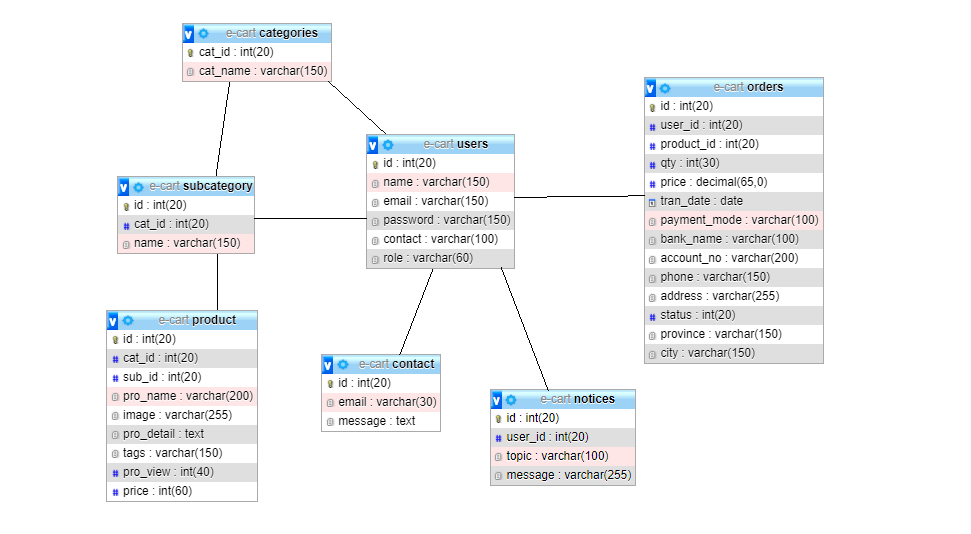 e-cart categories
cat_id : int(20)
cat_name : varchar(150)
e-cart users
id : int(20)
name : varchar(150)
email : varchar(150)
password : varchar(150)
contact : varchar(100)
role : varchar(60)
e-cart orders
id : int(20)
user_id : int(20)
product_id : int(20)
qty : int(30)
price : decimal(65,0)
tran_date : date
payment_mode : varchar(100)
bank_name : varchar(100)
account_no : varchar(200)
phone : varchar(150)
address : varchar(255)
status : int(20)
province : varchar(150)
city : varchar(150)
e-cart subcategory
id : int(20)
cat_id : int(20)
name : varchar(150)
e-cart product
id : int(20)
cat_id : int(20)
sub_id : int(20)
pro_name : varchar(200)
image : varchar(255)
pro_detail : text
tags : varchar(150)
pro_view : int(40)
price : int(60)
e-cart contact
id : int(20)
email : varchar(30)
message : text
e-cart notices
id : int(20)
user_id : int(20)
topic : varchar(100)
message : varchar(255)